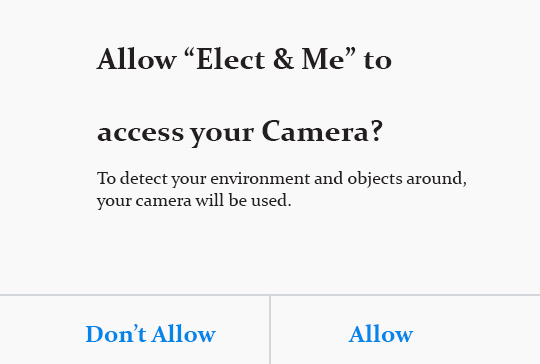 Allow “Elect & Me” to
access your Camera?
To detect your environment and objects around,
your camera will be used.
Don’t Allow
Allow